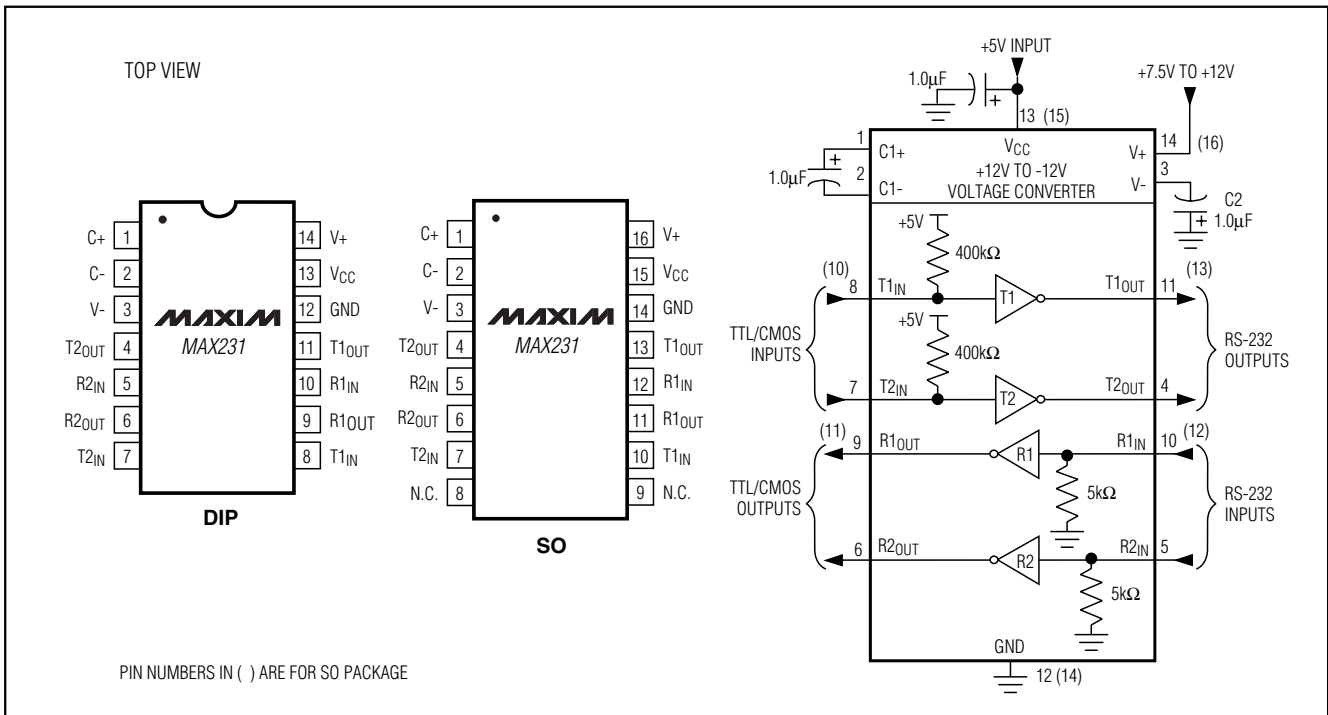 TOP VIEW
C+ 1
C- 2
V- 3
T2OUT 4
R2IN 5
R2OUT 6
T2IN 7
14 V+
13 VCC
12 GND
11 T1OUT
10 R1IN
9 R1OUT
8 T1IN
MAXIM
MAX231
DIP
C+ 1
C- 2
V- 3
T2OUT 4
R2IN 5
R2OUT 6
T2IN 7
N.C. 8
16 V+
15 VCC
14 GND
13 T1OUT
12 R1IN
11 R1OUT
10 T1IN
9 N.C.
MAXIM
MAX231
SO
PIN NUMBERS IN ( ) ARE FOR SO PACKAGE
+5V INPUT
1.0µF
+
+7.5V TO +12V
13 (15)
VCC
1 C1+
2 C1-
+
1.0µF
+12V TO -12V
VOLTAGE CONVERTER
V+ 14 (16)
V- 3
C2
+ 1.0µF
+5V
400kΩ
(10)
8 T1IN
T1
T1OUT 11 (13)
+5V
400kΩ
TTL/CMOS
INPUTS
RS-232
OUTPUTS
7 T2IN
T2
T2OUT 4
(11)
9 R1OUT
R1
R1IN 10 (12)
5kΩ
TTL/CMOS
OUTPUTS
RS-232
INPUTS
6 R2OUT
R2
R2IN 5
5kΩ
GND
12 (14)